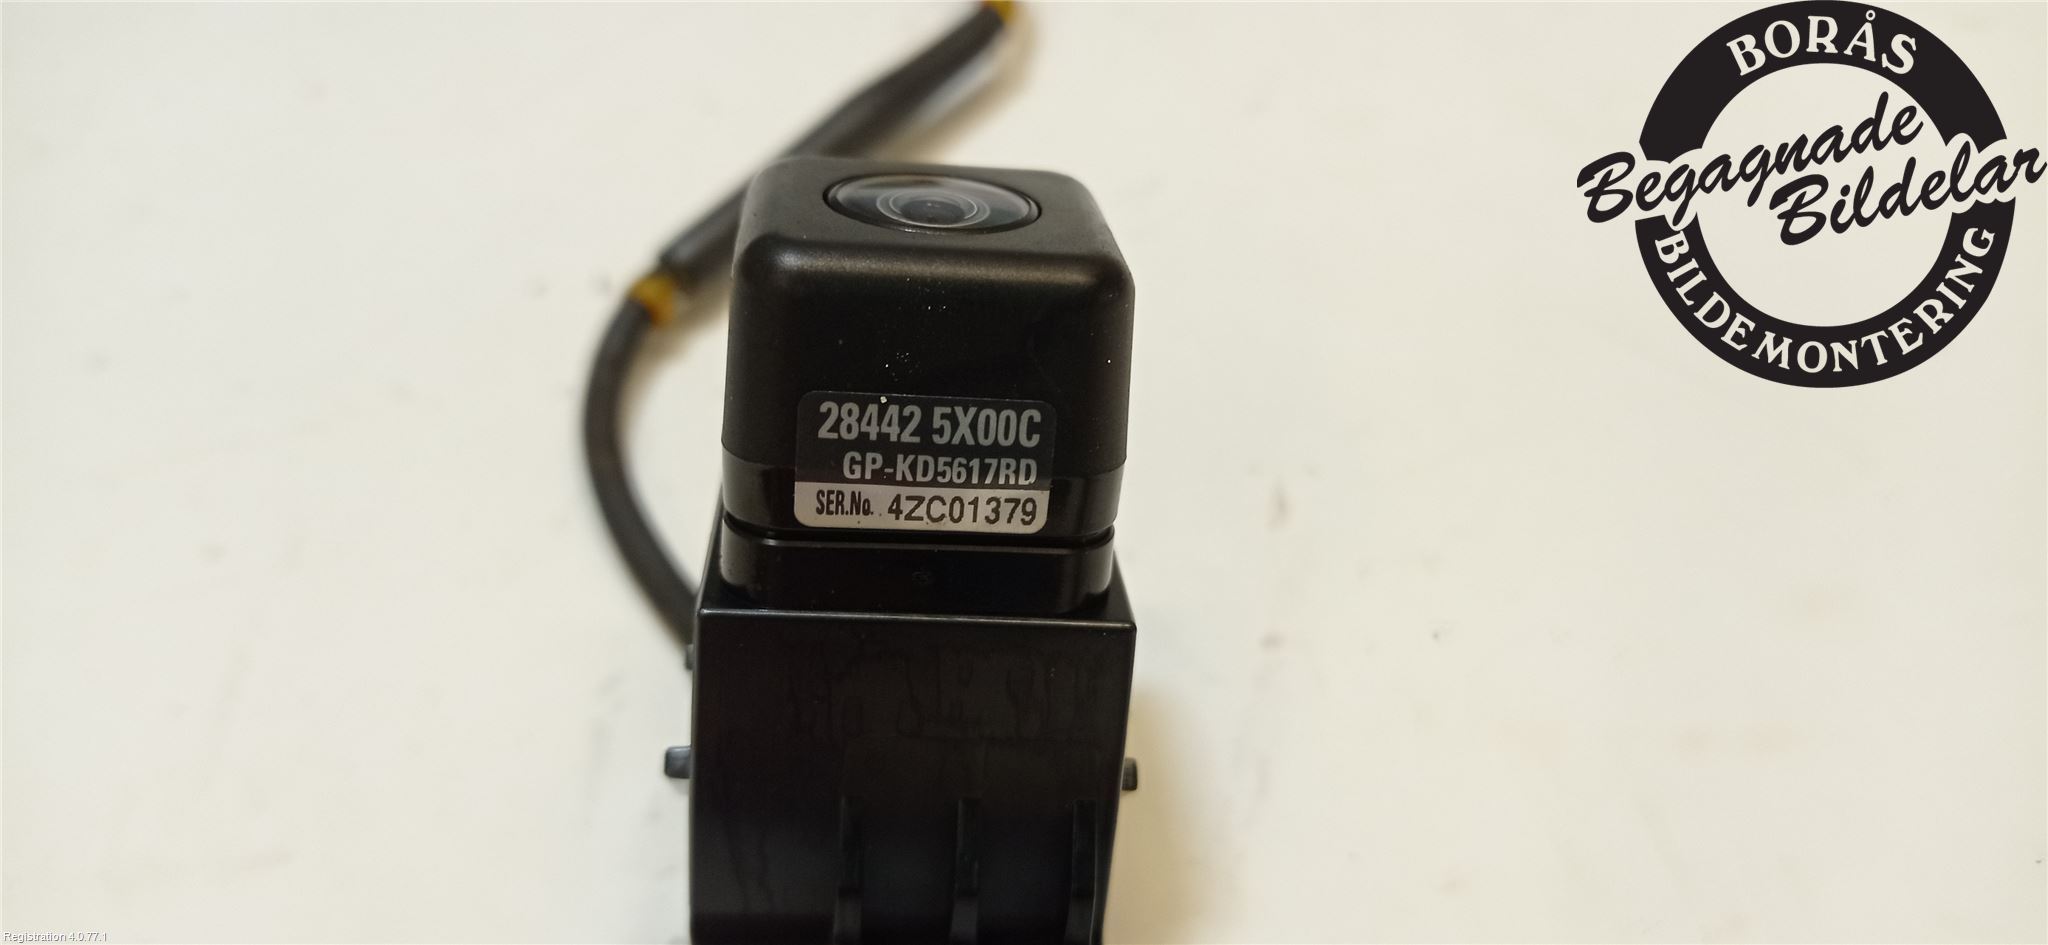 BORÅS
Begagnade
Bildelar
BILDEMONTERING
28442 5X00C
GP-KD5617RD
SER.No. 4ZC01379
Registration 4.0.77.1